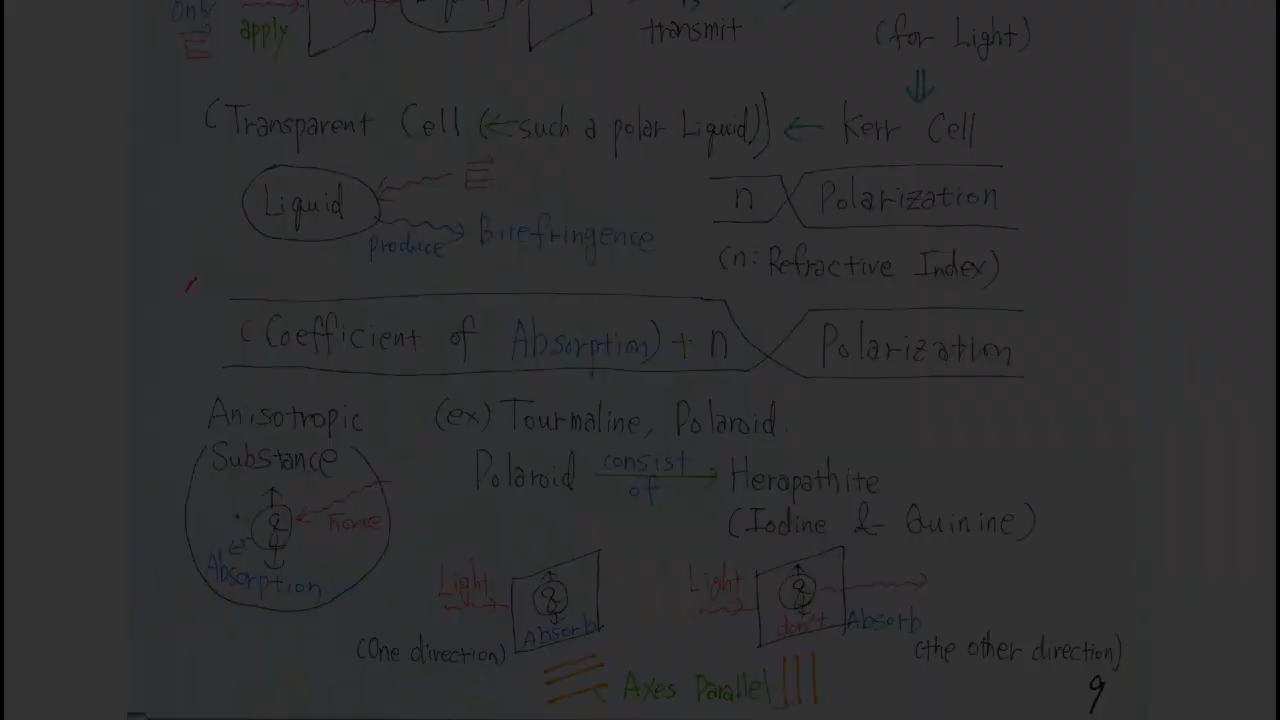 Only
E apply transmit (for Light)
(Transparent Cell (←such a polar Liquid)) ← Kerr Cell
Liquid E
produce Birefringence
n Polarization
(n: Refractive Index)
(Coefficient of Absorption) + n Polarization
Anisotropic
Substance
& Force
Absorption
(ex) Tourmaline, Polaroid.
Polaroid consist of → Herapathite
(Iodine & Quinine)
Light & Absorb
(One direction)
Light & don't Absorb
(the other direction)
Axes Parallel
9